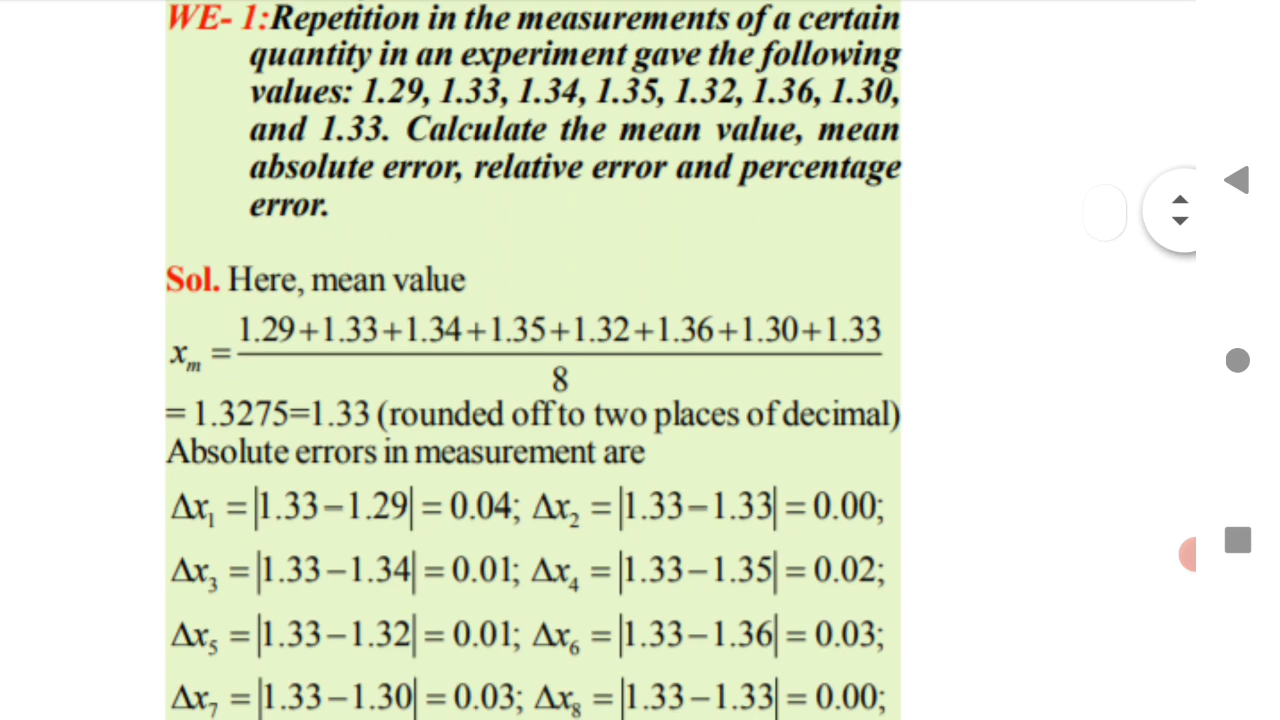 WE- 1:Repetition in the measurements of a certain
quantity in an experiment gave the following
values: 1.29, 1.33, 1.34, 1.35, 1.32, 1.36, 1.30,
and 1.33. Calculate the mean value, mean
absolute error, relative error and percentage
error.
Sol. Here, mean value
xₘ = (1.29+1.33+1.34+1.35+1.32+1.36+1.30+1.33)/8
= 1.3275=1.33 (rounded off to two places of decimal)
Absolute errors in measurement are
Δx₁ = |1.33−1.29| = 0.04; Δx₂ = |1.33−1.33| = 0.00;
Δx₃ = |1.33−1.34| = 0.01; Δx₄ = |1.33−1.35| = 0.02;
Δx₅ = |1.33−1.32| = 0.01; Δx₆ = |1.33−1.36| = 0.03;
Δx₇ = |1.33−1.30| = 0.03; Δx₈ = |1.33−1.33| = 0.00;